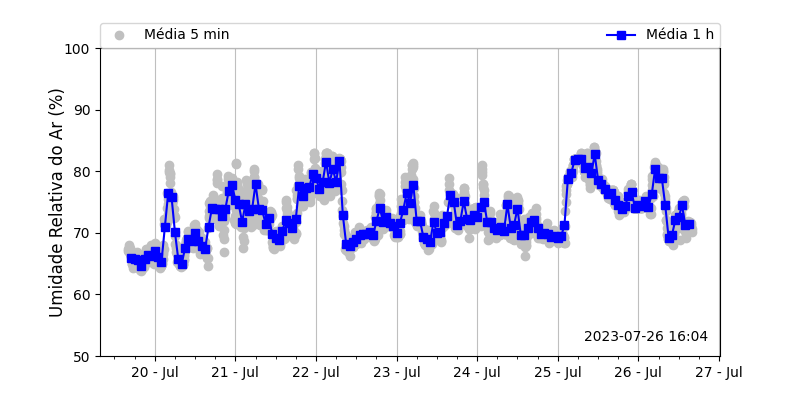 Média 5 min
Média 1 h
Umidade Relativa do Ar (%)
100
90
80
70
60
50
2023-07-26 16:04
20 - Jul
21 - Jul
22 - Jul
23 - Jul
24 - Jul
25 - Jul
26 - Jul
27 - Jul